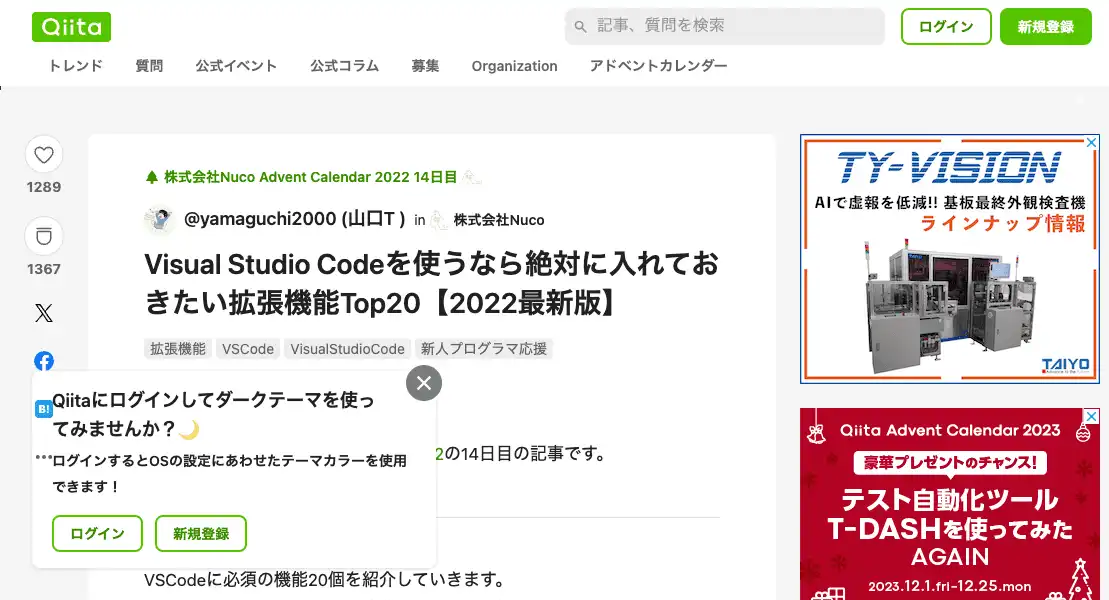 Qiita
記事、質問を検索
ログイン
新規登録
トレンド
質問
公式イベント
公式コラム
募集
Organization
アドベントカレンダー
1289
1367
株式会社Nuco Advent Calendar 2022 14日目
@yamaguchi2000 (山口T ) in 株式会社Nuco
Visual Studio Codeを使うなら絶対に入れてお
きたい拡張機能Top20【2022最新版】
拡張機能
VSCode
VisualStudioCode
新人プログラマ応援
B!
Qiitaにログインしてダークテーマを使っ
てみませんか？🌙
ログインするとOSの設定にあわせたテーマカラーを使用
できます！
ログイン
新規登録
2の14日目の記事です。
VSCodeに必須の機能20個を紹介していきます。
TY-VISION
AIで虚報を低減!! 基板最終外観検査機
ラインナップ情報
TAIYO
Qiita Advent Calendar 2023
豪華プレゼントのチャンス!
テスト自動化ツール
T-DASHを使ってみた
AGAIN
2023.12.1.fri-12.25.mon